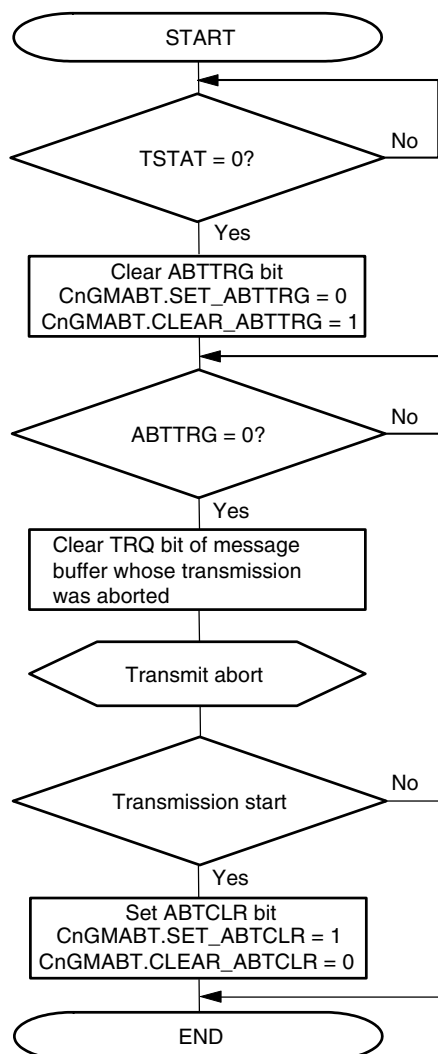 START
TSTAT = 0?
No
Yes
Clear ABTTRG bit
CnGMABT.SET_ABTTRG = 0
CnGMABT.CLEAR_ABTTRG = 1
ABTTRG = 0?
No
Yes
Clear TRQ bit of message
buffer whose transmission
was aborted
Transmit abort
No
Transmission start
Yes
Set ABTCLR bit
CnGMABT.SET_ABTCLR = 1
CnGMABT.CLEAR_ABTCLR = 0
END